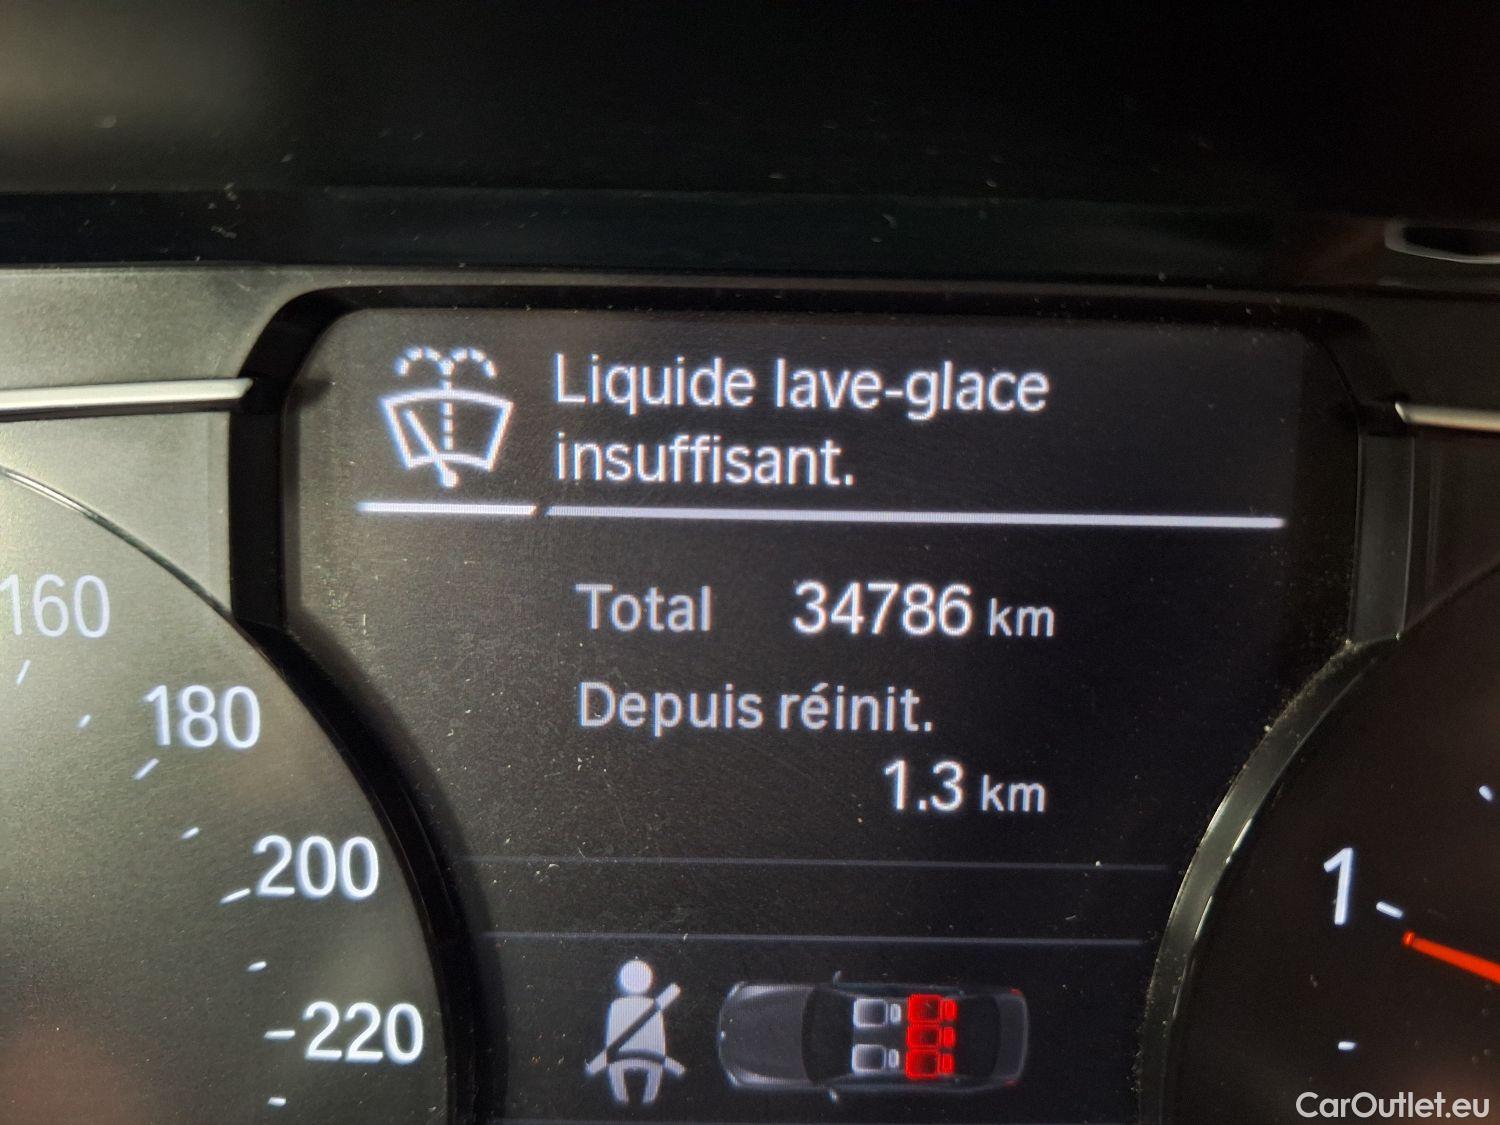 Liquide lave-glace
insuffisant.
Total 34786 km
Depuis réinit.
1.3 km
160
180
200
220
1
CarOutlet.eu